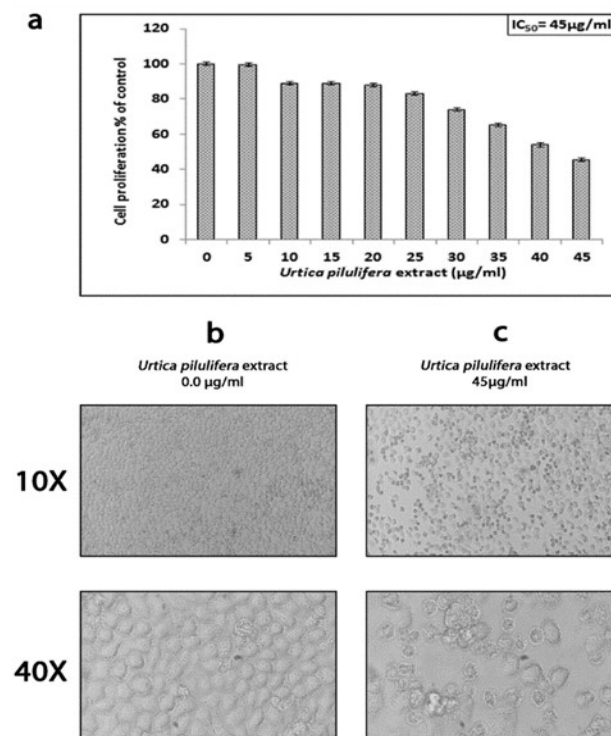 a
IC50= 45µg/ml
Cell proliferation% of control
120
100
80
60
40
20
0
0 5 10 15 20 25 30 35 40 45
Urtica pilulifera extract (µg/ml)
b
c
Urtica pilulifera extract
0.0 µg/ml
Urtica pilulifera extract
45µg/ml
10X
40X